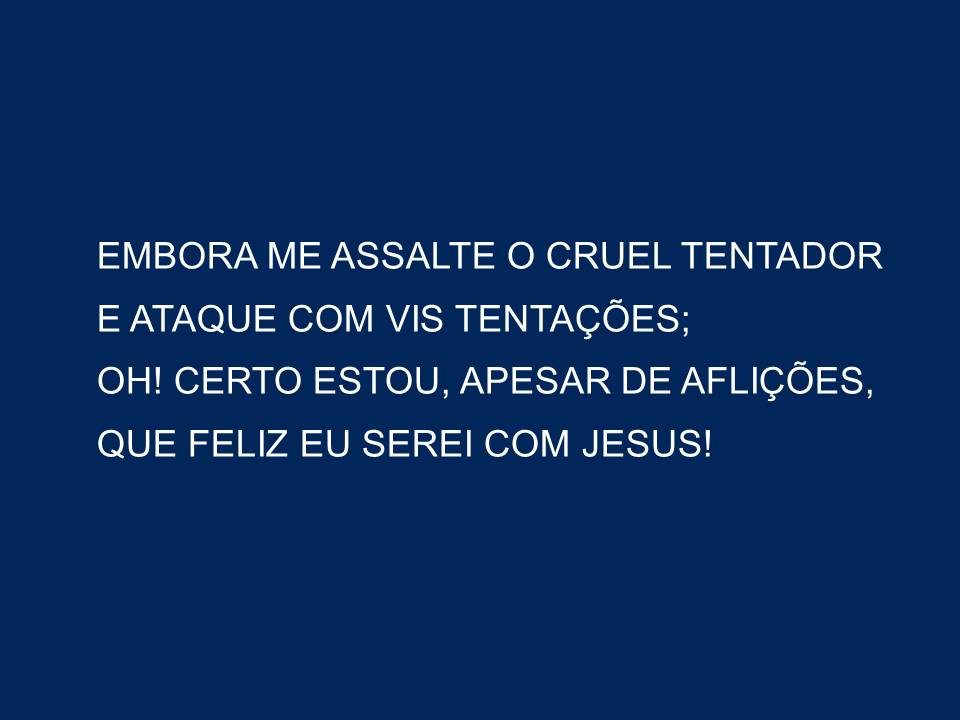 EMBORA ME ASSALTE O CRUEL TENTADOR
E ATAQUE COM VIS TENTAÇÕES;
OH! CERTO ESTOU, APESAR DE AFLIÇÕES,
QUE FELIZ EU SEREI COM JESUS!